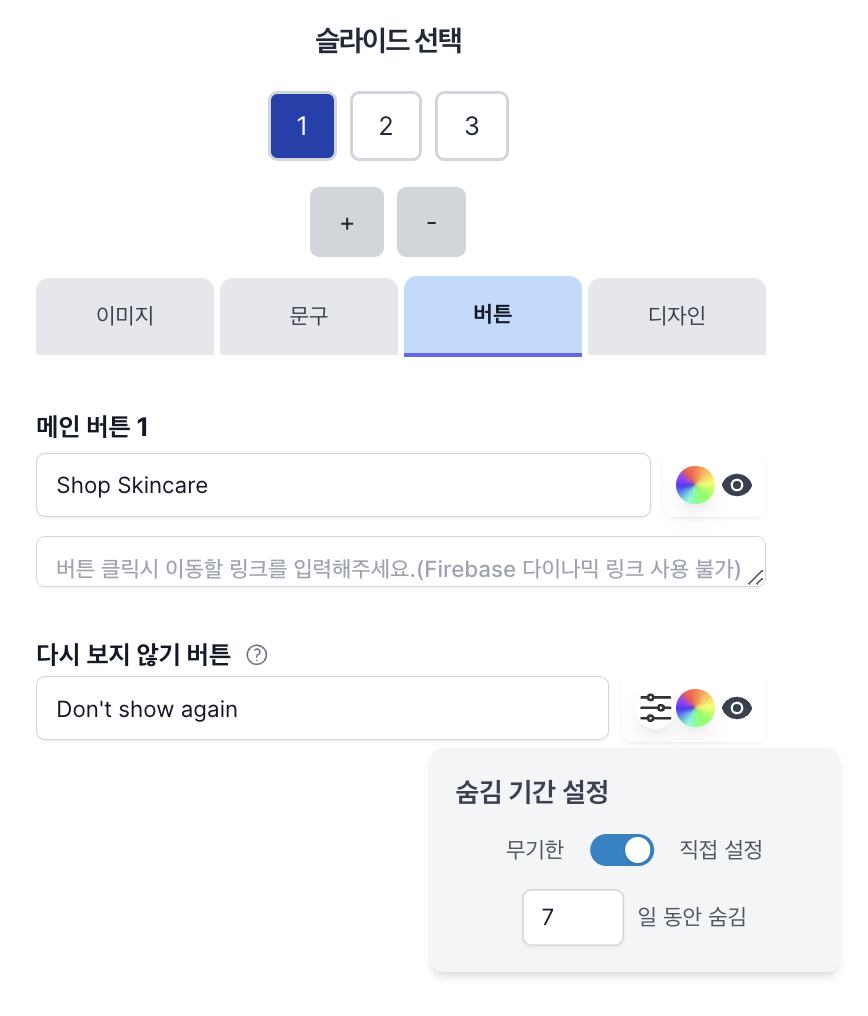 슬라이드 선택
1 2 3
+ -
이미지 문구 버튼 디자인
메인 버튼 1
Shop Skincare
버튼 클릭시 이동할 링크를 입력해주세요.(Firebase 다이나믹 링크 사용 불가)
다시 보지 않기 버튼 ?
Don't show again
숨김 기간 설정
무기한 직접 설정
7 일 동안 숨김